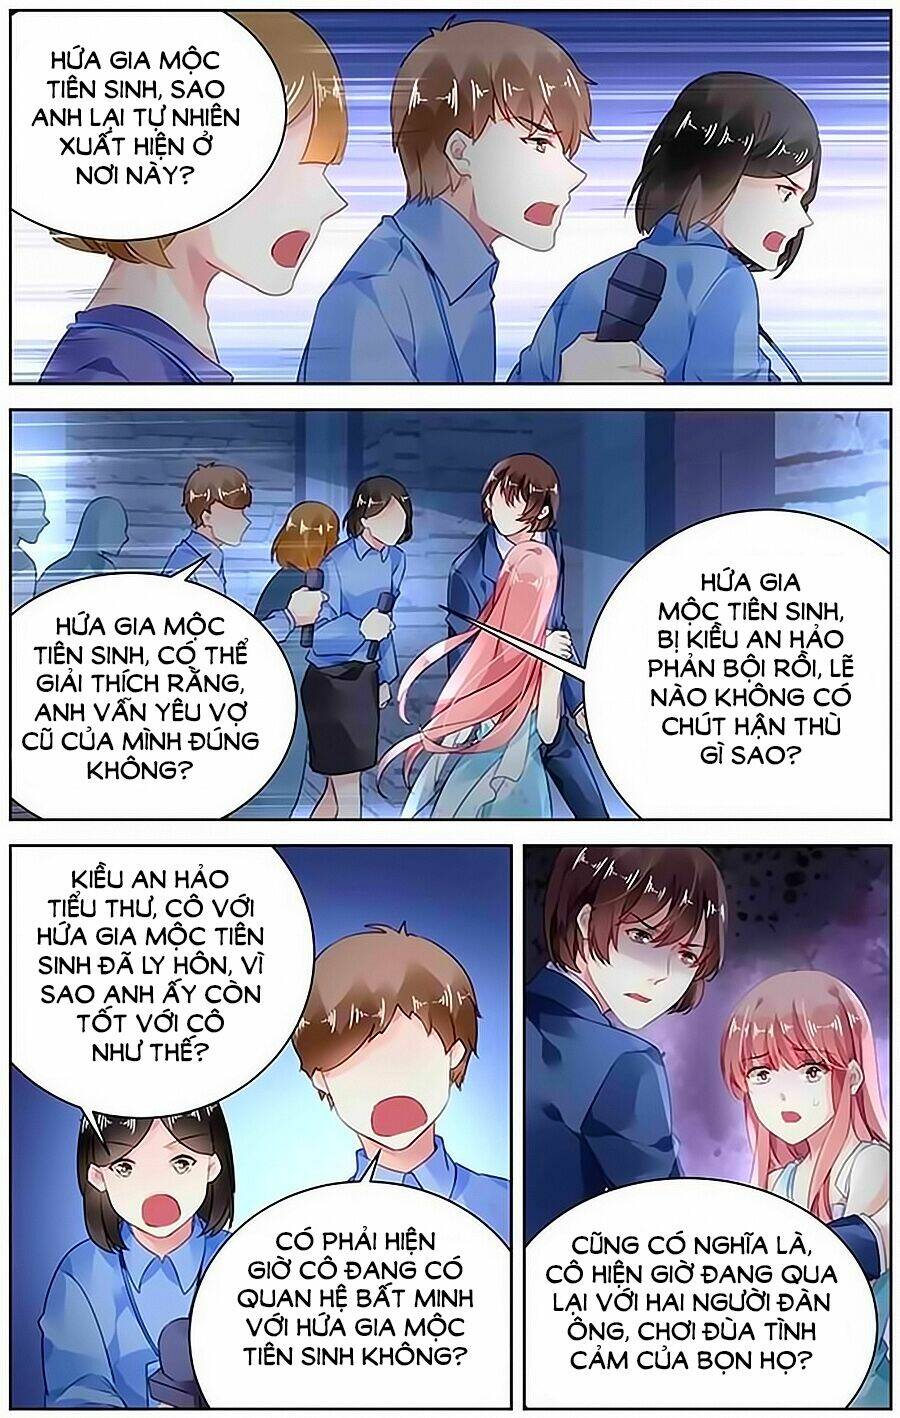 HỨA GIA MỘC
TIÊN SINH, SAO
ANH LẠI TỰ NHIÊN
XUẤT HIỆN Ở
NƠI NÀY?
HỨA GIA MỘC
TIÊN SINH, CÓ THỂ
GIẢI THÍCH RẰNG,
ANH VẤN YÊU VỢ
CŨ CỦA MÌNH ĐÚNG
KHÔNG?
HỨA GIA
MỘC TIÊN SINH,
BỊ KIỀU AN HẢO
PHẢN BỘI RỒI, LẼ
NÀO KHÔNG CÓ
CHÚT HẬN THÙ
GÌ SAO?
KIỀU AN HẢO
TIỂU THƯ, CÔ VỚI
HỨA GIA MỘC TIÊN
SINH ĐÃ LY HÔN, VÌ
SAO ANH ẤY CÒN
TỐT VỚI CÔ
NHƯ THẾ?
CÓ PHẢI HIỆN
GIỜ CÔ ĐANG CÓ
QUAN HỆ BẤT MINH
VỚI HỨA GIA MỘC
TIÊN SINH KHÔNG?
CŨNG CÓ NGHĨA LÀ,
CÔ HIỆN GIỜ ĐANG QUA
LẠI VỚI HAI NGƯỜI ĐÀN
ÔNG, CHƠI ĐÙA TÌNH
CẢM CỦA BỌN HỌ?